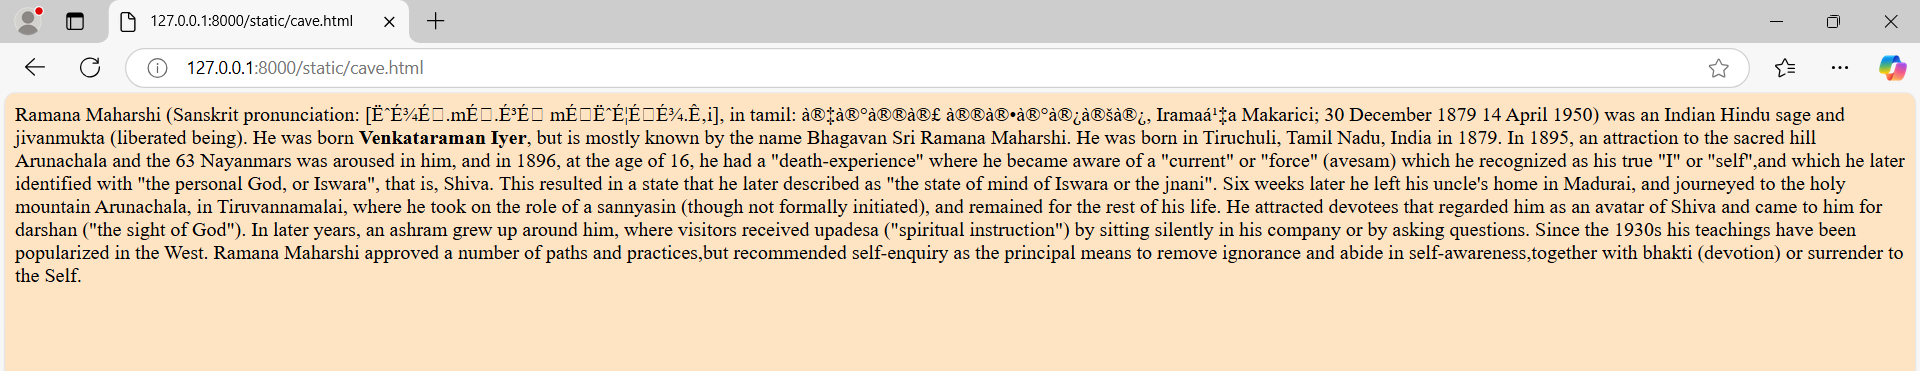 127.0.0.1:8000/static/cave.html
127.0.0.1:8000/static/cave.html
Ramana Maharshi (Sanskrit pronunciation: [ËˆÉ¾É□.mÉ□.É³É□ mÉ□ËˆÉ¦É□É¾.Ê‚i], in tamil: à®‡à®°à®®à®£ à®®à®•à®°à®¿à®šà®¿, Iramaá¹‡a Makarici; 30 December 1879 14 April 1950) was an Indian Hindu sage and
jivanmukta (liberated being). He was born Venkataraman Iyer, but is mostly known by the name Bhagavan Sri Ramana Maharshi. He was born in Tiruchuli, Tamil Nadu, India in 1879. In 1895, an attraction to the sacred hill
Arunachala and the 63 Nayanmars was aroused in him, and in 1896, at the age of 16, he had a "death-experience" where he became aware of a "current" or "force" (avesam) which he recognized as his true "I" or "self",and which he later
identified with "the personal God, or Iswara", that is, Shiva. This resulted in a state that he later described as "the state of mind of Iswara or the jnani". Six weeks later he left his uncle's home in Madurai, and journeyed to the holy
mountain Arunachala, in Tiruvannamalai, where he took on the role of a sannyasin (though not formally initiated), and remained for the rest of his life. He attracted devotees that regarded him as an avatar of Shiva and came to him for
darshan ("the sight of God"). In later years, an ashram grew up around him, where visitors received upadesa ("spiritual instruction") by sitting silently in his company or by asking questions. Since the 1930s his teachings have been
popularized in the West. Ramana Maharshi approved a number of paths and practices,but recommended self-enquiry as the principal means to remove ignorance and abide in self-awareness,together with bhakti (devotion) or surrender to
the Self.